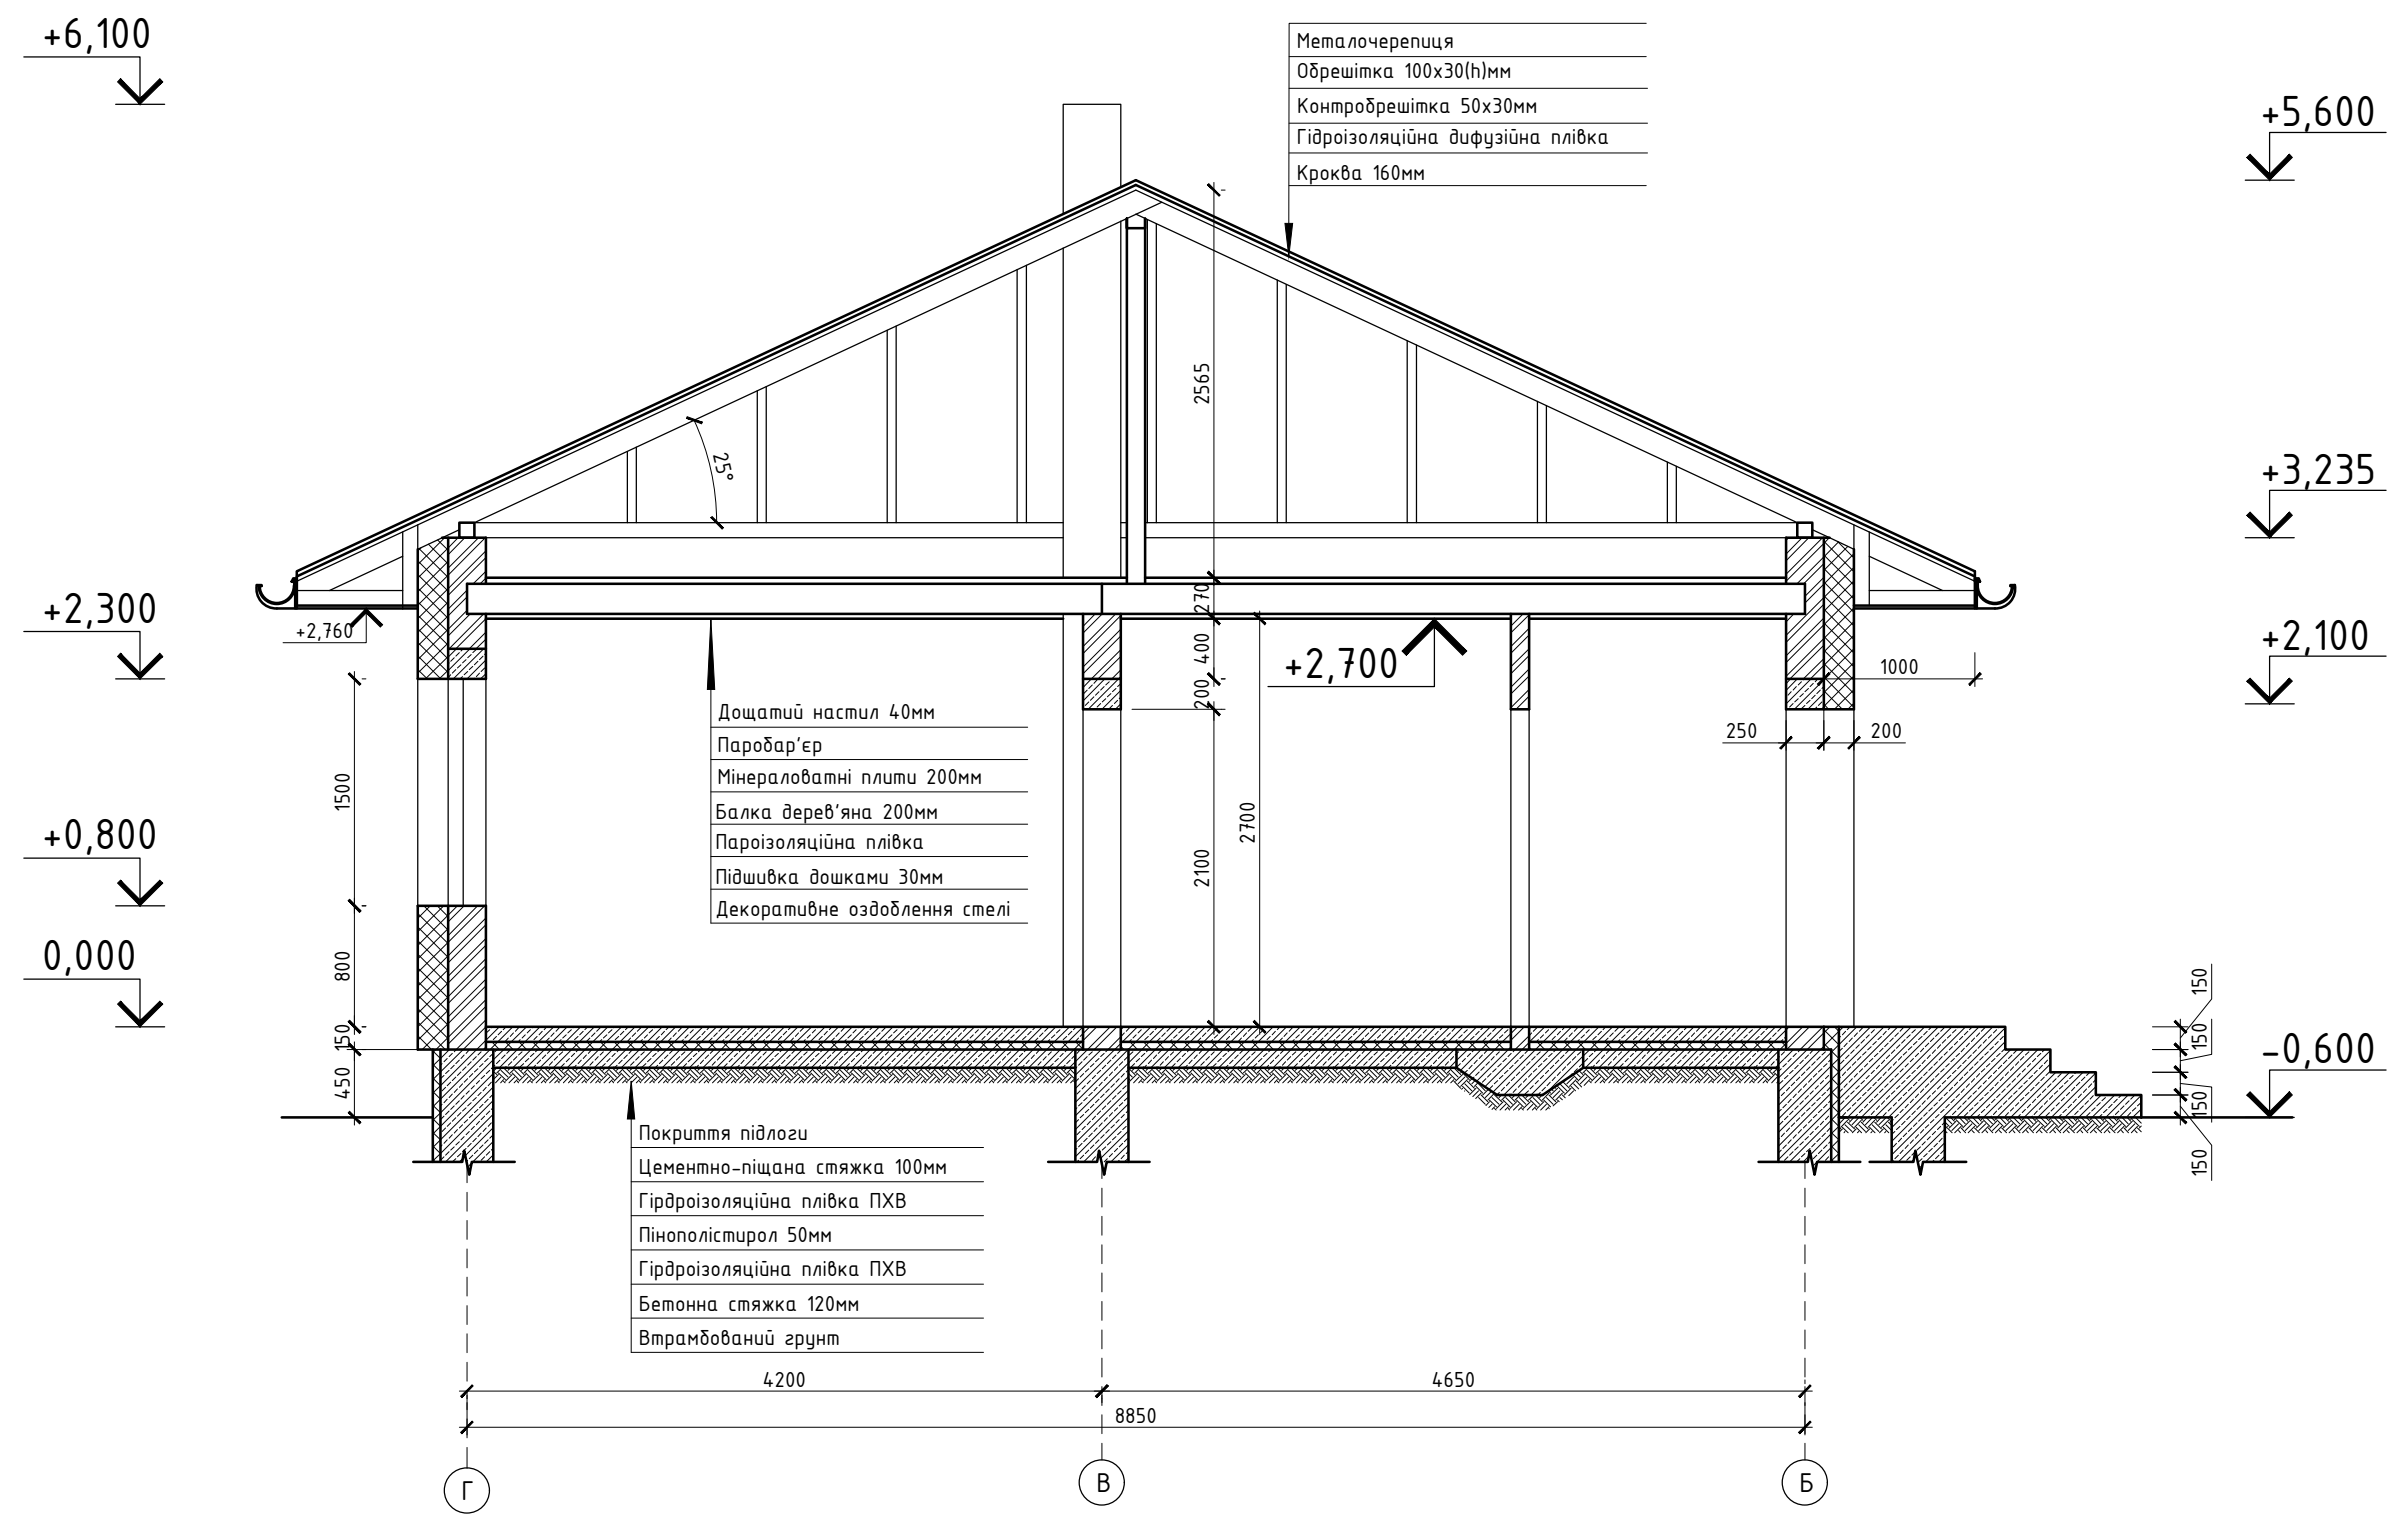 +6,100
Металочерепиця
Обрешітка 100х30(h)мм
Контробрешітка 50х30мм
Гідроізоляційна дифузійна плівка
Кроква 160мм
+5,600
2565
25°
+3,235
+2,300
+2,760
270
400
200
+2,700
+2,100
1000
250
200
Дощатий настил 40мм
Паробар'єр
Мінераловатні плити 200мм
Балка дерев'яна 200мм
Пароізоляційна плівка
Підшивка дошками 30мм
Декоративне оздоблення стелі
1500
2700
2100
+0,800
0,000
800
150
450
150
150
150
150
-0,600
Покриття підлоги
Цементно-піщана стяжка 100мм
Гірдроізоляційна плівка ПХВ
Пінополістирол 50мм
Гірдроізоляційна плівка ПХВ
Бетонна стяжка 120мм
Втрамбований грунт
4200
4650
8850
Г
В
Б